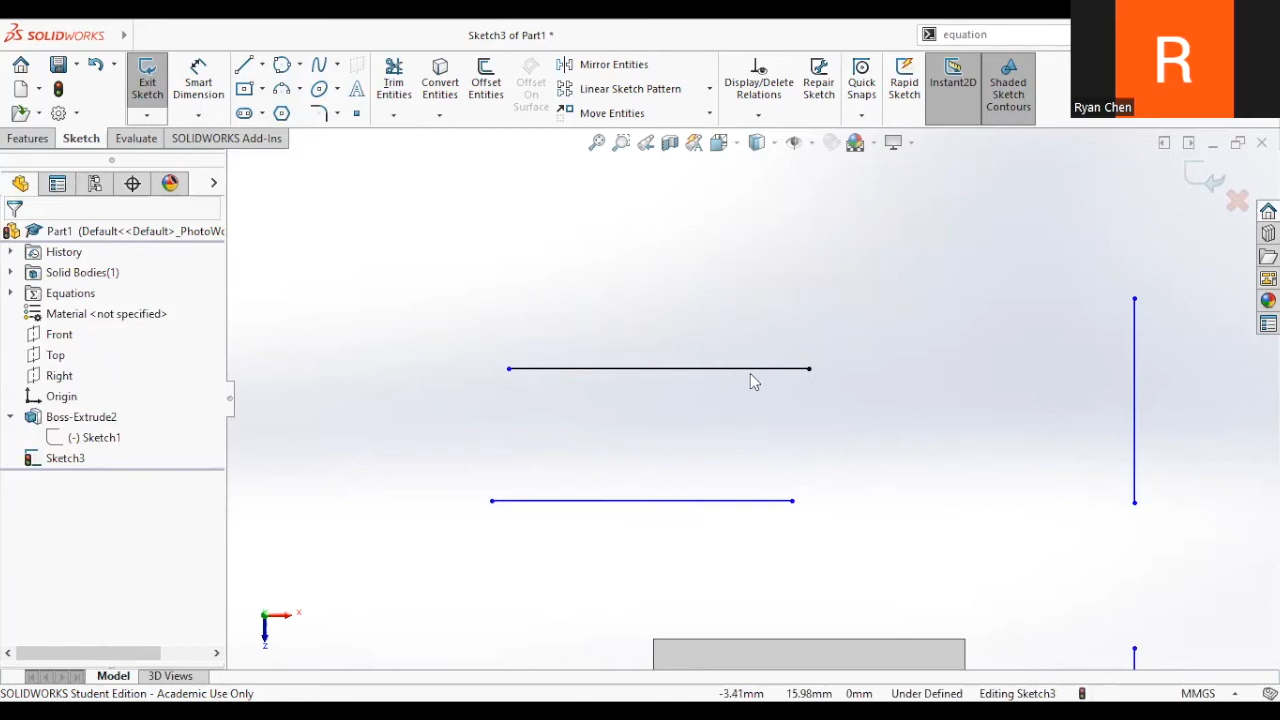 SOLIDWORKS
Sketch3 of Part1 *
equation
R
Ryan Chen
Exit Sketch
Smart Dimension
Trim Entities
Convert Entities
Offset Entities
Offset On Surface
Mirror Entities
Linear Sketch Pattern
Move Entities
Display/Delete Relations
Repair Sketch
Quick Snaps
Rapid Sketch
Instant2D
Shaded Sketch Contours
Features
Sketch
Evaluate
SOLIDWORKS Add-Ins
Part1 (Default<<Default>_PhotoWo
History
Solid Bodies(1)
Equations
Material <not specified>
Front
Top
Right
Origin
Boss-Extrude2
(-) Sketch1
Sketch3
x
z
Model
3D Views
SOLIDWORKS Student Edition - Academic Use Only
-3.41mm
15.98mm
0mm
Under Defined
Editing Sketch3
MMGS